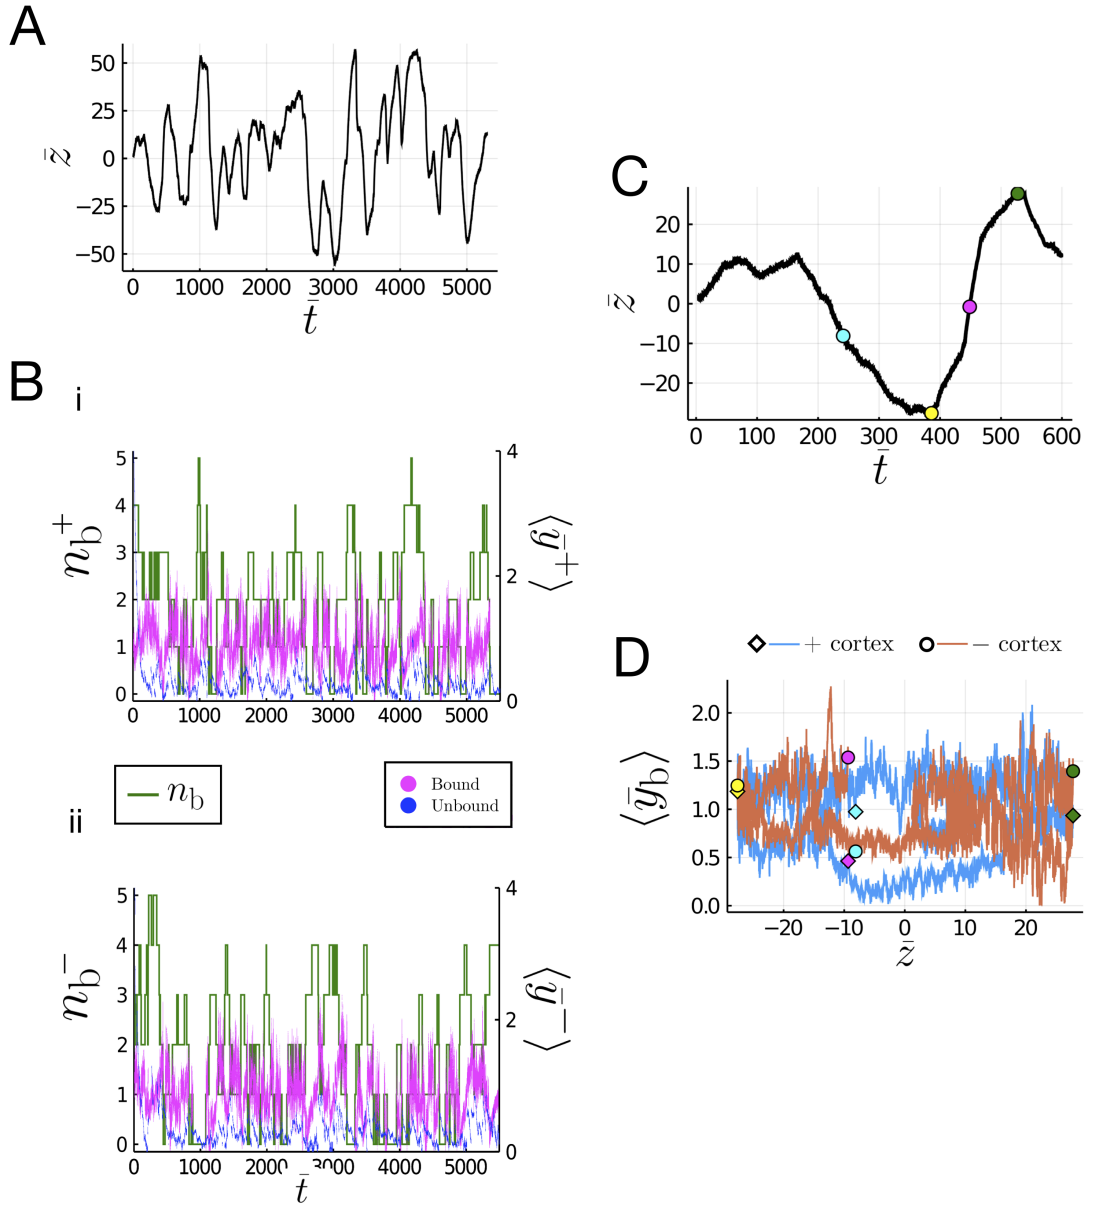 A
50
25
0
−25
−50
z̄
0 1000 2000 3000 4000 5000
t̄
B
i
5
4
3
2
1
0
n_b^+
4
2
0
⟨ȳ+⟩
0 1000 2000 3000 4000 5000
n_b
Bound
Unbound
ii
5
4
3
2
1
0
n_b^−
4
2
0
⟨ȳ−⟩
0 1000 2000 3000 4000 5000
t̄
C
20
10
0
−10
−20
z̄
0 100 200 300 400 500 600
t̄
D
+ cortex − cortex
2.0
1.5
1.0
0.5
0.0
⟨ȳ_b⟩
−20 −10 0 10 20
z̄